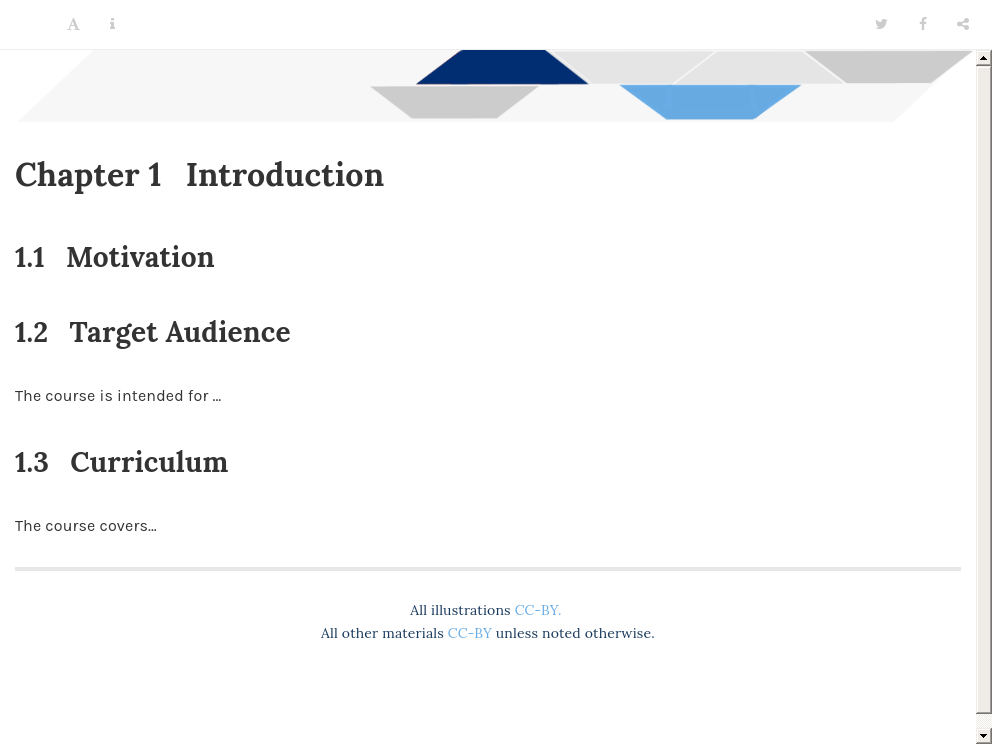 Chapter 1 Introduction
1.1 Motivation
1.2 Target Audience
The course is intended for …
1.3 Curriculum
The course covers…
All illustrations CC-BY.
All other materials CC-BY unless noted otherwise.